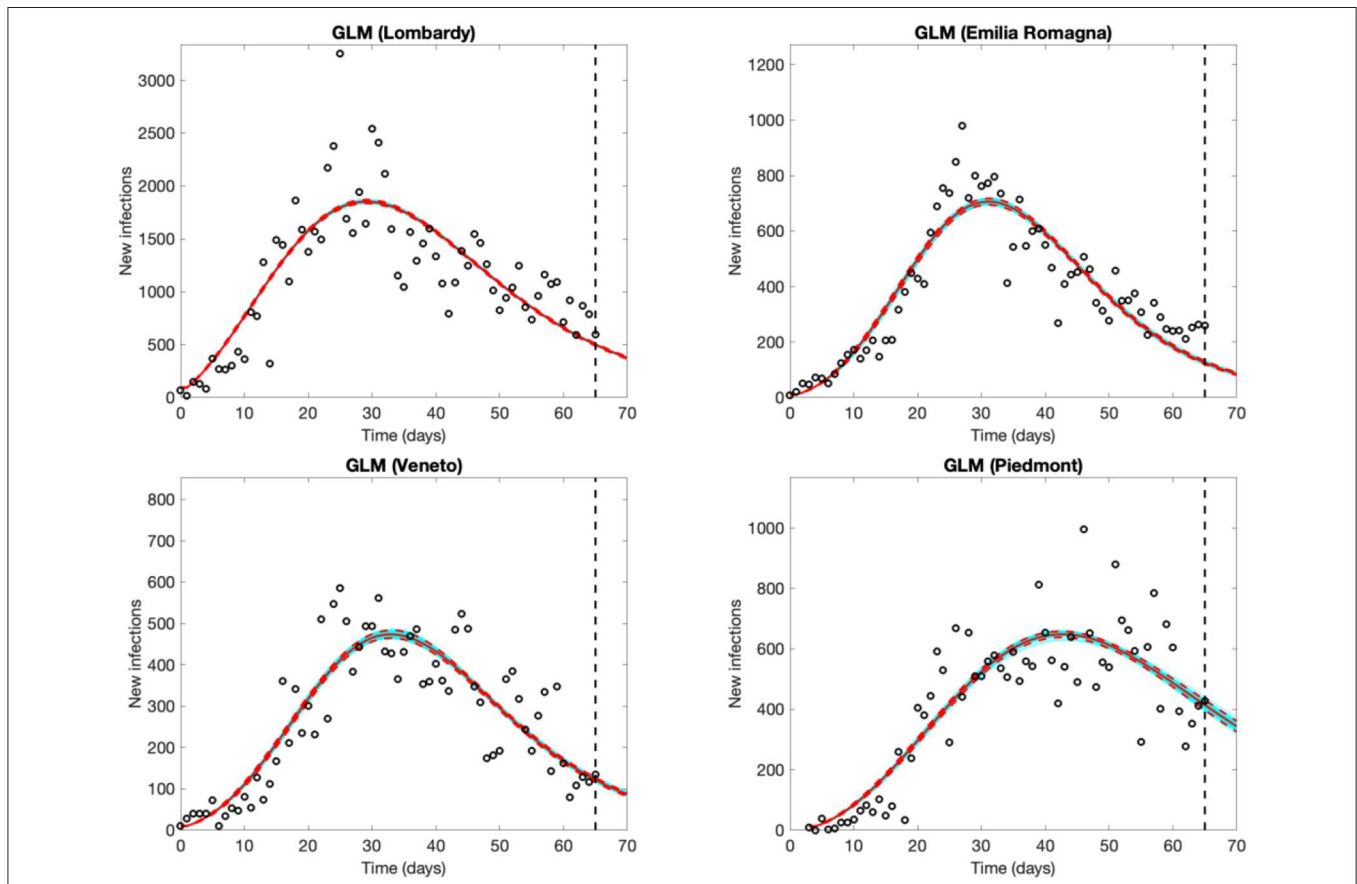 GLM (Lombardy)
3000
2500
2000
1500
1000
500
0
New infections
0 10 20 30 40 50 60 70
Time (days)
GLM (Emilia Romagna)
1200
1000
800
600
400
200
0
New infections
0 10 20 30 40 50 60 70
Time (days)
GLM (Veneto)
800
700
600
500
400
300
200
100
0
New infections
0 10 20 30 40 50 60 70
Time (days)
GLM (Piedmont)
1000
800
600
400
200
0
New infections
0 10 20 30 40 50 60 70
Time (days)